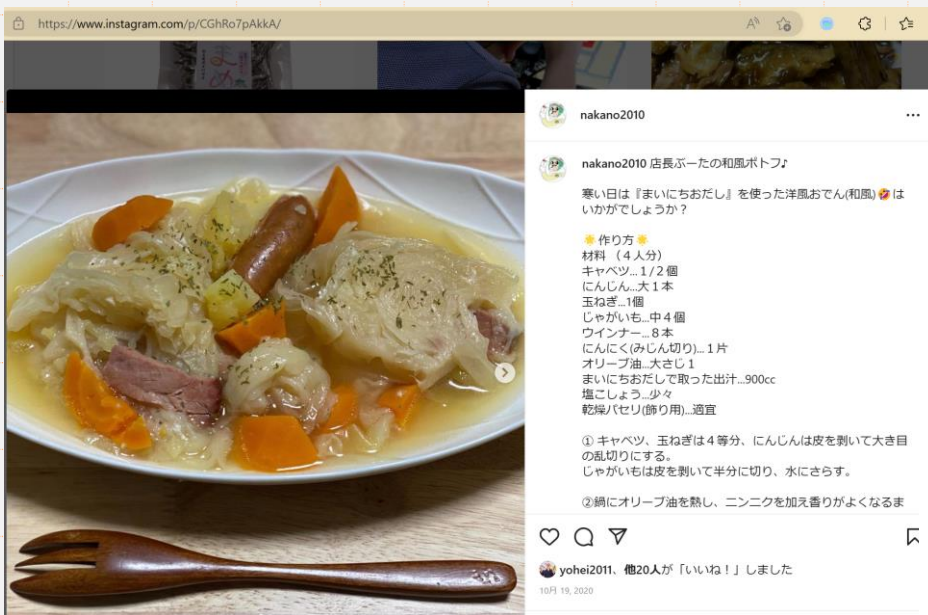 https://www.instagram.com/p/CGhRo7pAkkA/
まめ
nakano2010
nakano2010 店長ぶーたの和風ポトフ♪
寒い日は『まいにちおだし』を使った洋風おでん(和風)🤣は
いかがでしょうか？
🌟作り方🌟
材料 （４人分）
キャベツ...１/２個
にんじん...大１本
玉ねぎ...1個
じゃがいも...中４個
ウインナー...８本
にんにく(みじん切り)...１片
オリーブ油...大さじ１
まいにちおだしで取った出汁...900cc
塩こしょう...少々
乾燥パセリ(飾り用)...適宜
① キャベツ、玉ねぎは４等分、にんじんは皮を剥いて大き目
の乱切りにする。
じゃがいもは皮を剥いて半分に切り、水にさらす。
②鍋にオリーブ油を熱し、ニンニクを加え香りがよくなるま
yohei2011、他20人が「いいね！」しました
10月 19, 2020